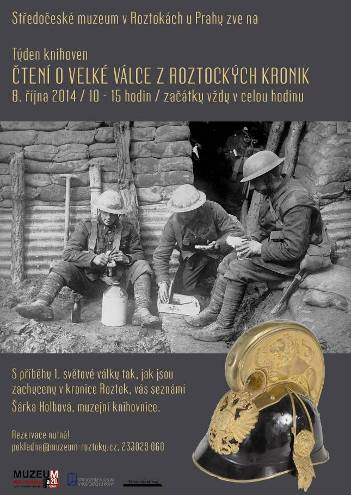 Středočeské muzeum v Roztokách u Prahy zve na
Týden knihoven
ČTENÍ O VELKÉ VÁLCE Z ROZTOCKÝCH KRONIK
8. října 2014 / 10 - 15 hodin / začátky vždy v celou hodinu
S příběhy 1. světové války tak, jak jsou
zachyceny v kronice Roztok, vás seznámí
Šárka Holbová, muzejní knihovnice.
Rezervace nutná!
pokladna@muzeum-roztoky.cz, 233029 060
MUZEUM